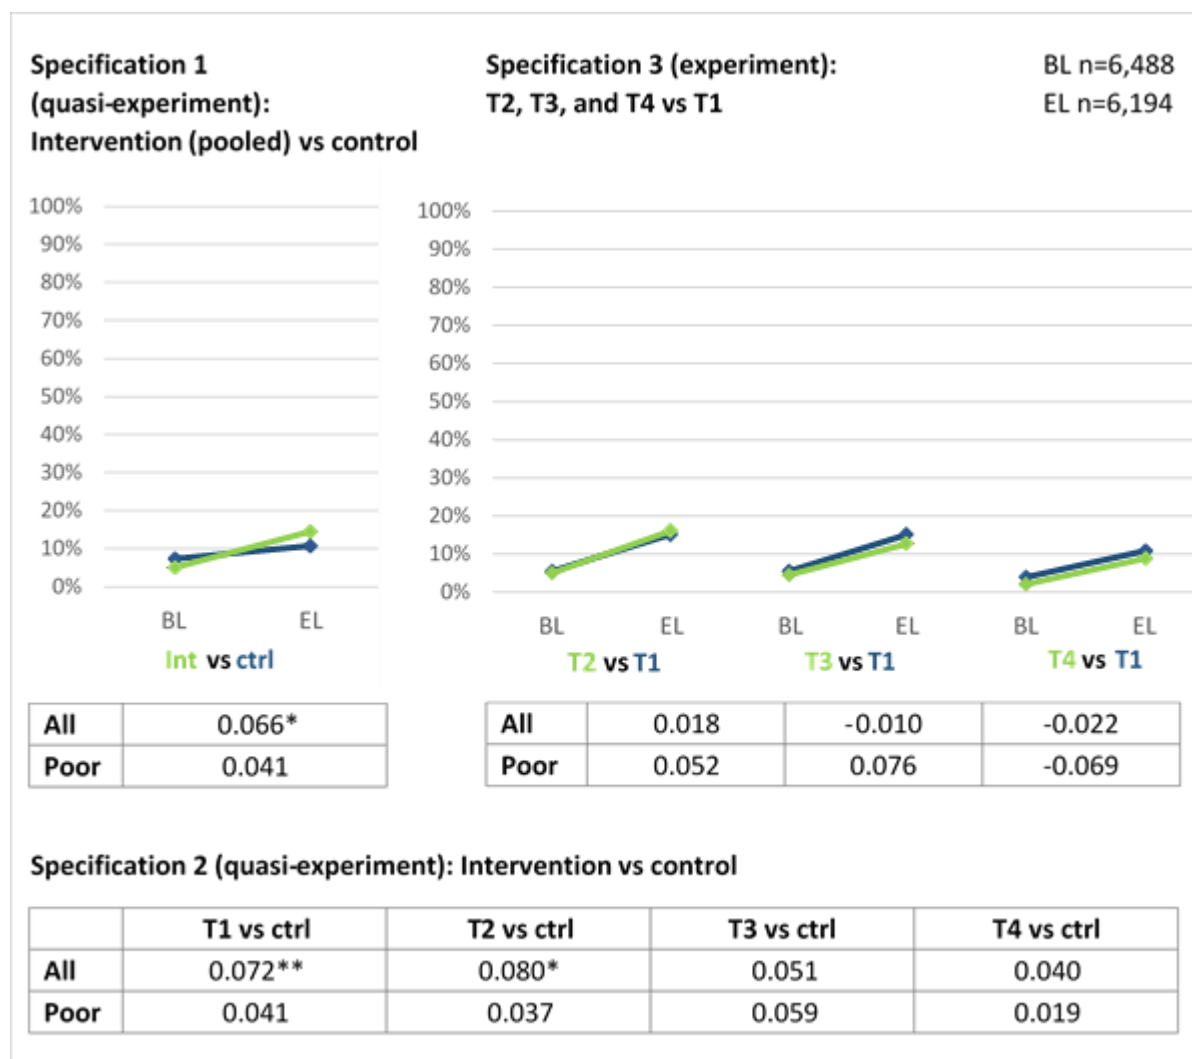 Specification 1
(quasi-experiment):
Intervention (pooled) vs control
Specification 3 (experiment):
T2, T3, and T4 vs T1
BL n=6,488
EL n=6,194
100%
90%
80%
70%
60%
50%
40%
30%
20%
10%
0%
BL EL
Int vs ctrl
100%
90%
80%
70%
60%
50%
40%
30%
20%
10%
0%
BL EL BL EL BL EL
T2 vs T1 T3 vs T1 T4 vs T1
All 0.066*
Poor 0.041
All 0.018 -0.010 -0.022
Poor 0.052 0.076 -0.069
Specification 2 (quasi-experiment): Intervention vs control
T1 vs ctrl T2 vs ctrl T3 vs ctrl T4 vs ctrl
All 0.072** 0.080* 0.051 0.040
Poor 0.041 0.037 0.059 0.019